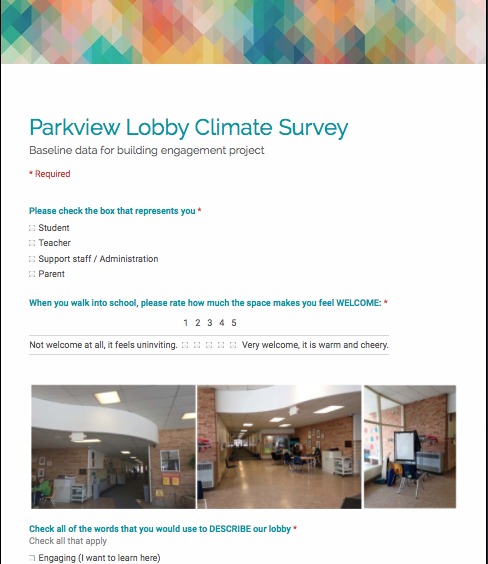 Parkview Lobby Climate Survey
Baseline data for building engagement project
* Required
Please check the box that represents you *
Student
Teacher
Support staff / Administration
Parent
When you walk into school, please rate how much the space makes you feel WELCOME: *
1 2 3 4 5
Not welcome at all, it feels uninviting. Very welcome, it is warm and cheery.
Check all of the words that you would use to DESCRIBE our lobby *
Check all that apply
Engaging (I want to learn here)